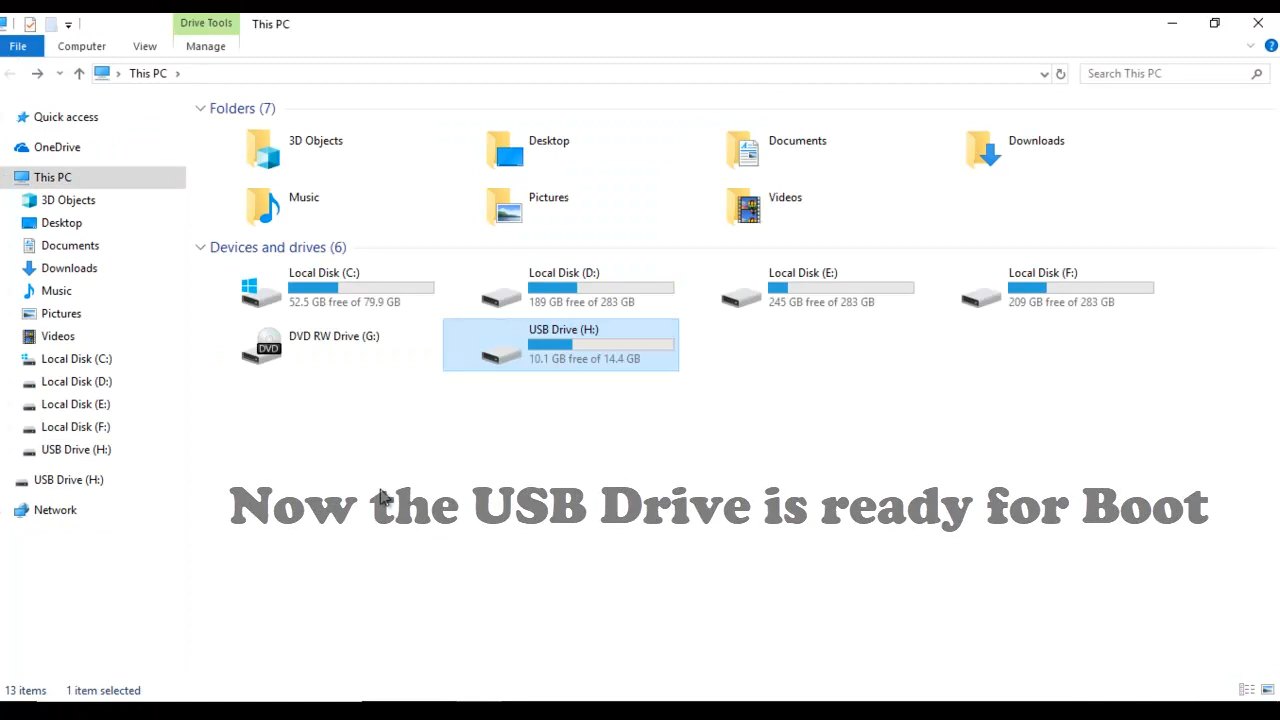 Drive Tools This PC
File Computer View Manage
This PC Search This PC
Quick access
OneDrive
This PC
3D Objects
Desktop
Documents
Downloads
Music
Pictures
Videos
Local Disk (C:)
Local Disk (D:)
Local Disk (E:)
Local Disk (F:)
USB Drive (H:)
USB Drive (H:)
Network
Folders (7)
3D Objects Desktop Documents Downloads
Music Pictures Videos
Devices and drives (6)
Local Disk (C:) Local Disk (D:) Local Disk (E:) Local Disk (F:)
52.5 GB free of 79.9 GB 189 GB free of 283 GB 245 GB free of 283 GB 209 GB free of 283 GB
DVD RW Drive (G:) USB Drive (H:)
DVD 10.1 GB free of 14.4 GB
Now the USB Drive is ready for Boot
13 items 1 item selected